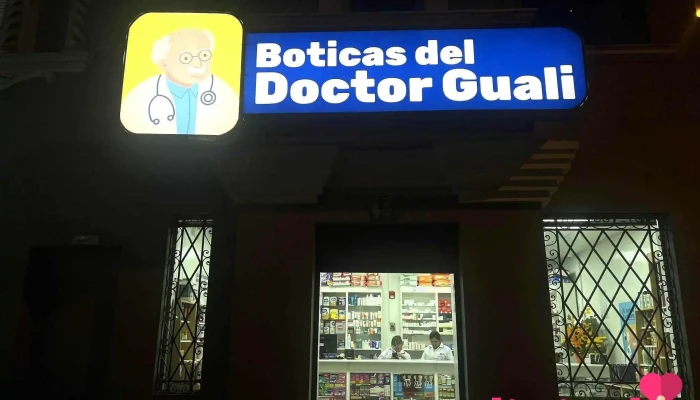 Boticas del
Doctor Guali